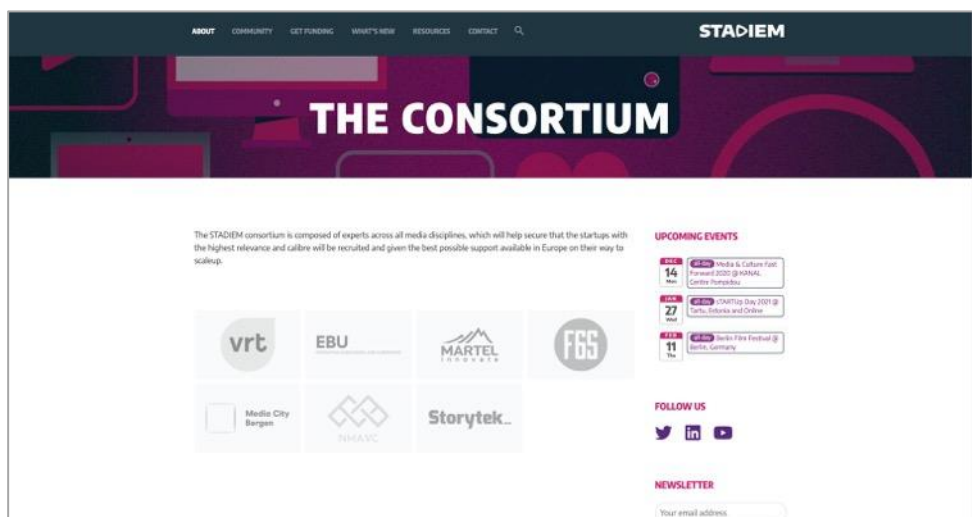 ABOUT COMMUNITY GET FUNDING WHAT'S NEW RESOURCES CONTACT
STADIEM
THE CONSORTIUM
The STADIEM consortium is composed of experts across all media disciplines, which will help secure that the startups with
the highest relevance and calibre will be recruited and given the best possible support available in Europe on their way to
scaleup.
vrt
EBU
MARTEL
innovate
F6S
Media City
Bergen
NMA.VC
Storytek_
UPCOMING EVENTS
DEC
14
Mon
all-day Media & Culture Fast
Forward 2020 @ KANAL
Centre Pompidou
JAN
27
Wed
all-day sTARTUp Day 2021 @
Tartu, Estonia and Online
FEB
11
Thu
all-day Berlin Film Festival @
Berlin, Germany
FOLLOW US
in
NEWSLETTER
Your email address